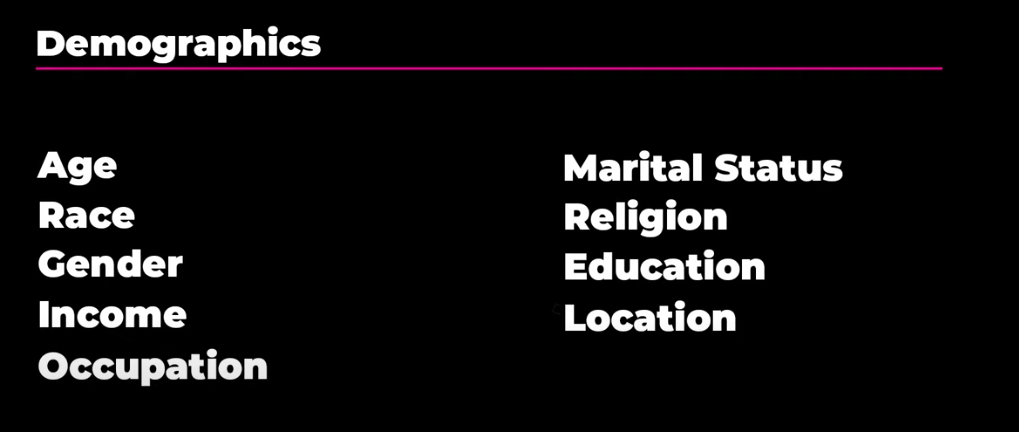 Demographics
Age
Race
Gender
Income
Occupation
Marital Status
Religion
Education
Location